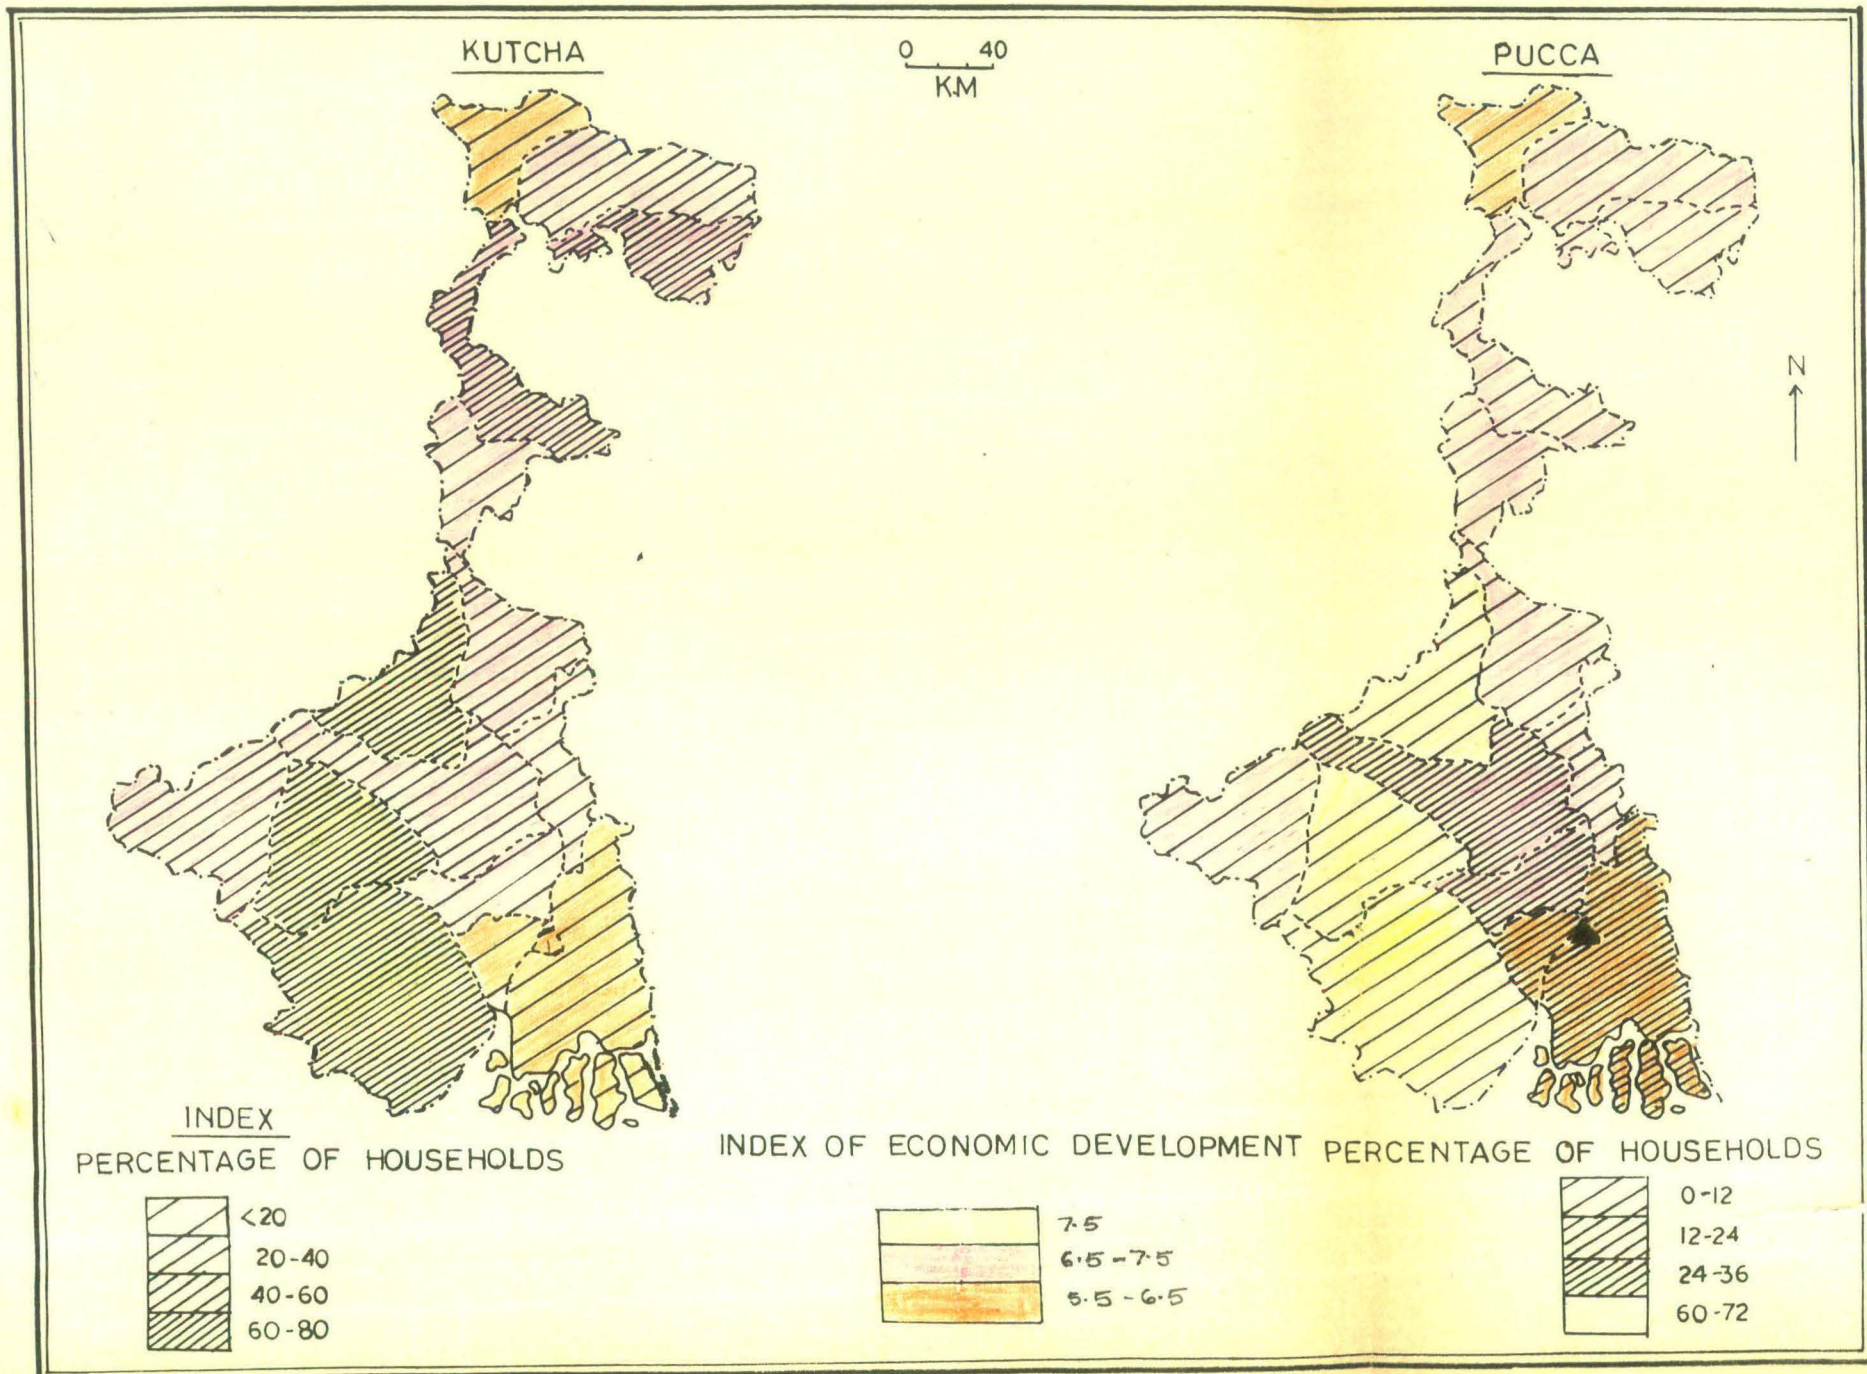 KUTCHA
0 40
KM
PUCCA
N
INDEX
PERCENTAGE OF HOUSEHOLDS
<20
20-40
40-60
60-80
INDEX OF ECONOMIC DEVELOPMENT
7.5
6.5-7.5
5.5-6.5
PERCENTAGE OF HOUSEHOLDS
0-12
12-24
24-36
60-72